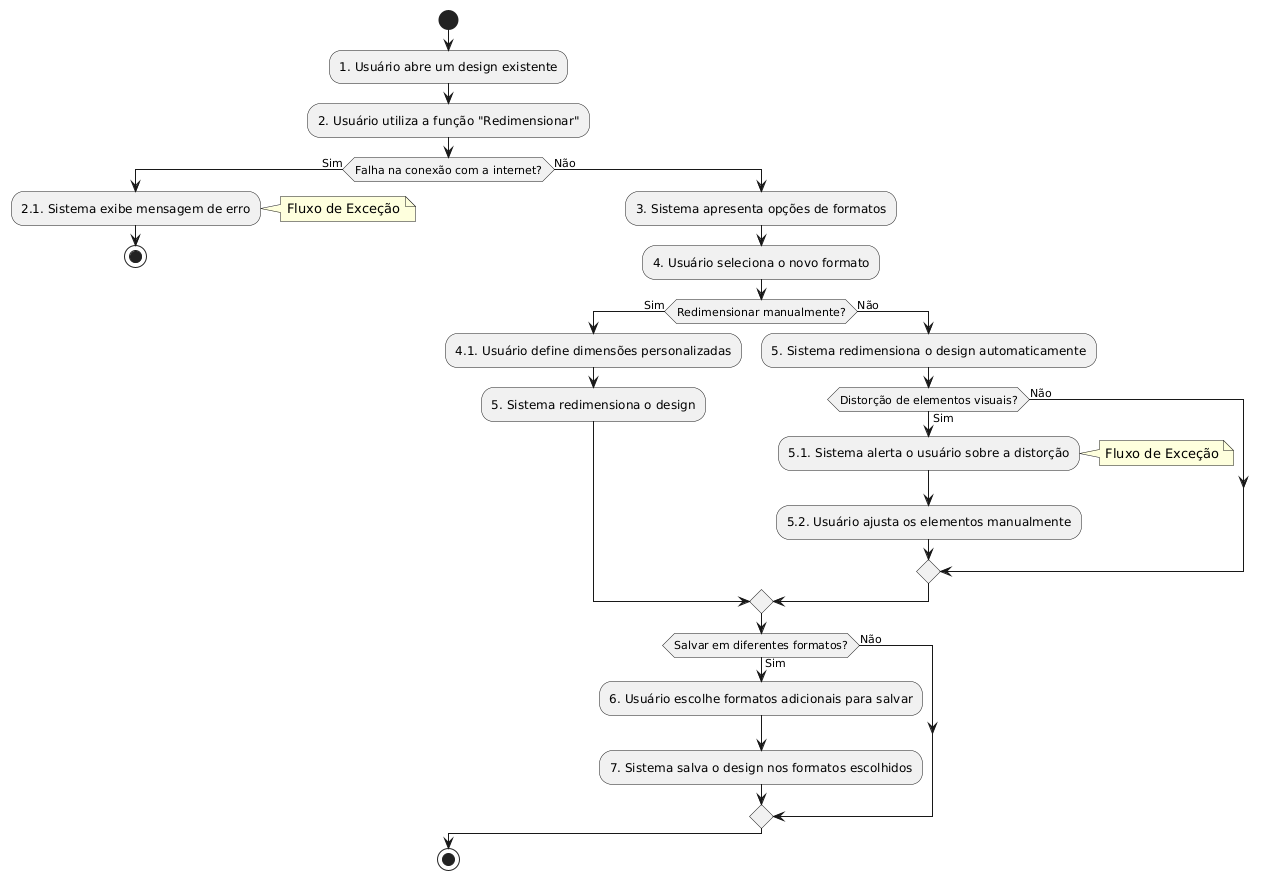 1. Usuário abre um design existente
2. Usuário utiliza a função "Redimensionar"
Sim
Falha na conexão com a internet?
Não
2.1. Sistema exibe mensagem de erro
Fluxo de Exceção
3. Sistema apresenta opções de formatos
4. Usuário seleciona o novo formato
Sim
Redimensionar manualmente?
Não
4.1. Usuário define dimensões personalizadas
5. Sistema redimensiona o design automaticamente
5. Sistema redimensiona o design
Distorção de elementos visuais?
Não
Sim
5.1. Sistema alerta o usuário sobre a distorção
Fluxo de Exceção
5.2. Usuário ajusta os elementos manualmente
Salvar em diferentes formatos?
Não
Sim
6. Usuário escolhe formatos adicionais para salvar
7. Sistema salva o design nos formatos escolhidos